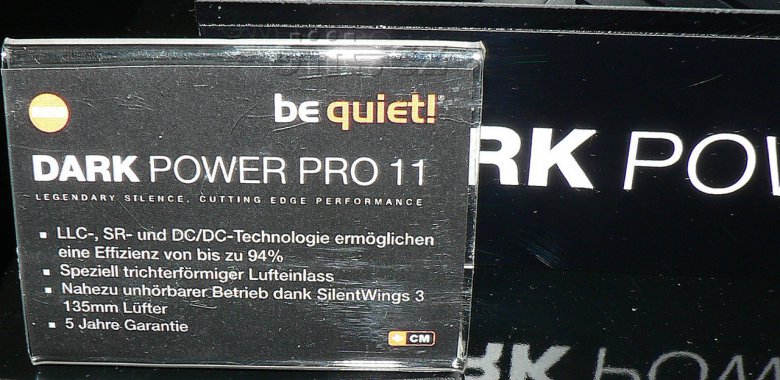 be quiet!®
DARK POWER PRO 11
LEGENDARY SILENCE, CUTTING EDGE PERFORMANCE
▪ LLC-, SR- und DC/DC-Technologie ermöglichen
eine Effizienz von bis zu 94%
▪ Speziell trichterförmiger Lufteinlass
▪ Nahezu unhörbarer Betrieb dank SilentWings 3
135mm Lüfter
▪ 5 Jahre Garantie
CM
RK POW